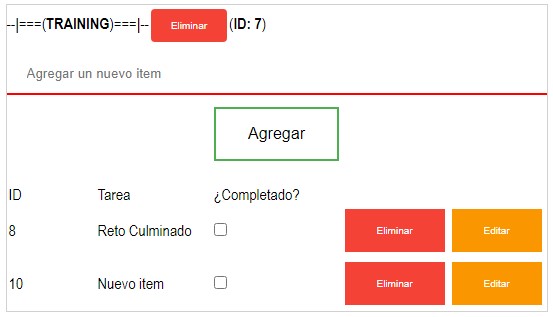 --|===(TRAINING)===|-- Eliminar (ID: 7)
Agregar un nuevo item
Agregar
ID Tarea ¿Completado?
8 Reto Culminado Eliminar Editar
10 Nuevo item Eliminar Editar